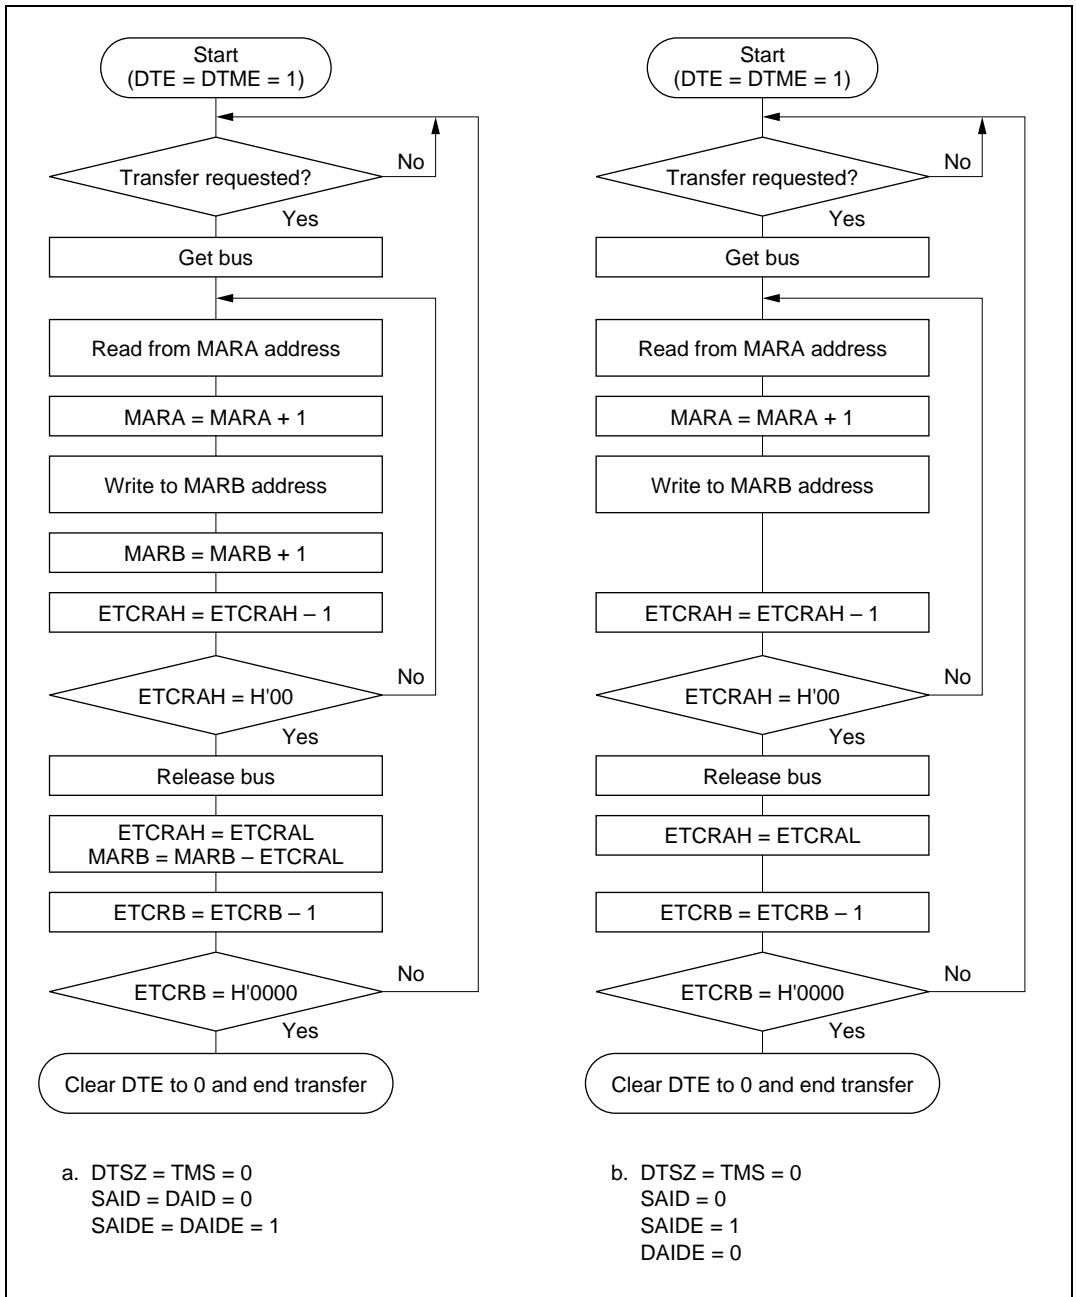 Start
(DTE = DTME = 1)
Transfer requested?
No
Yes
Get bus
Read from MARA address
MARA = MARA + 1
Write to MARB address
MARB = MARB + 1
ETCRAH = ETCRAH – 1
ETCRAH = H'00
No
Yes
Release bus
ETCRAH = ETCRAL
MARB = MARB – ETCRAL
ETCRB = ETCRB – 1
ETCRB = H'0000
No
Yes
Clear DTE to 0 and end transfer
a. DTSZ = TMS = 0
SAID = DAID = 0
SAIDE = DAIDE = 1
Start
(DTE = DTME = 1)
Transfer requested?
No
Yes
Get bus
Read from MARA address
MARA = MARA + 1
Write to MARB address
ETCRAH = ETCRAH – 1
ETCRAH = H'00
No
Yes
Release bus
ETCRAH = ETCRAL
ETCRB = ETCRB – 1
ETCRB = H'0000
No
Yes
Clear DTE to 0 and end transfer
b. DTSZ = TMS = 0
SAID = 0
SAIDE = 1
DAIDE = 0